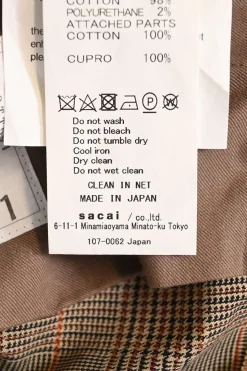 COTTON 98%
POLYURETHANE 2%
ATTACHED PARTS
COTTON 100%
CUPRO 100%
Do not wash
Do not bleach
Do not tumble dry
Cool iron
Dry clean
Do not wet clean
CLEAN IN NET
MADE IN JAPAN
sacai / co.,ltd.
6-11-1 Minamiaoyama Minato-ku Tokyo
107-0062 Japan
1